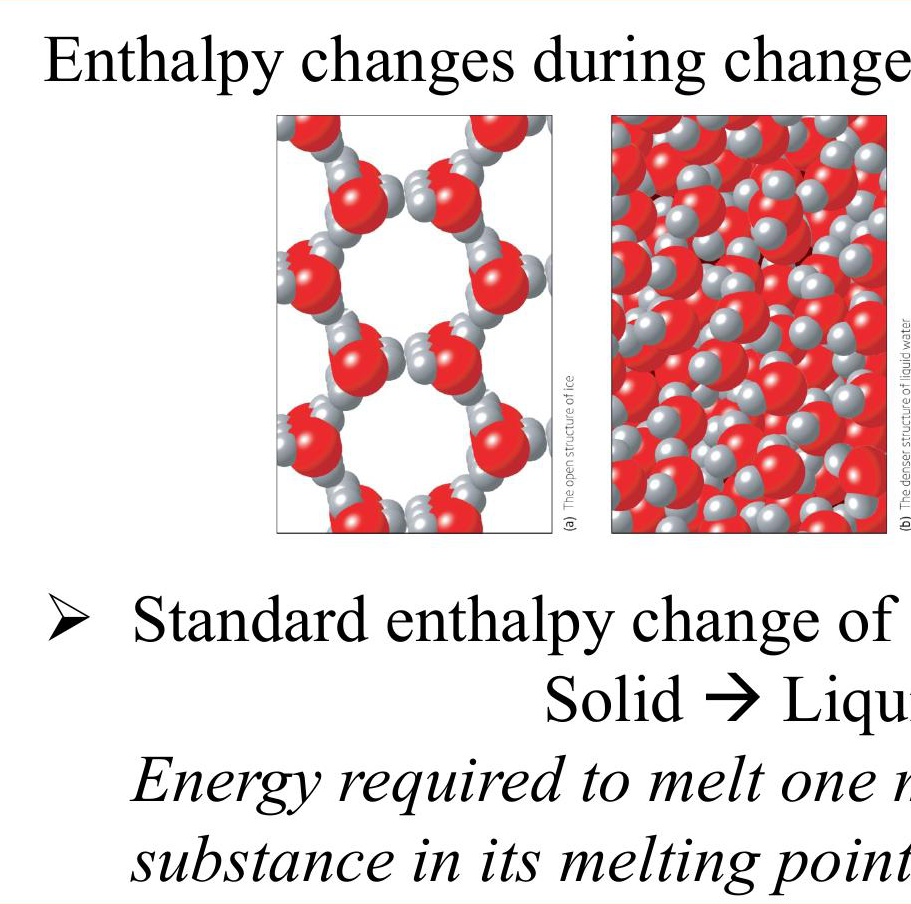 Enthalpy changes during change
(a) The open structure of ice
(b) The denser structure of liquid water
➢ Standard enthalpy change of
Solid → Liqu
Energy required to melt one
substance in its melting point